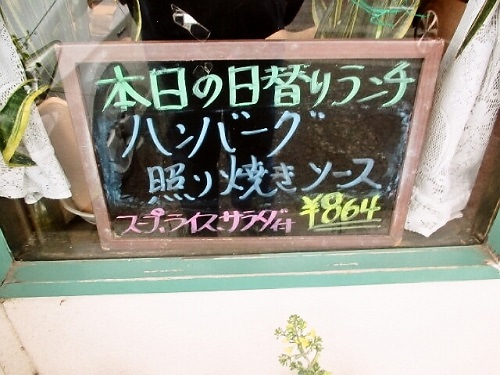 本日の日替りランチ
ハンバーグ
照り焼きソース
スープ、ライス、サラダ付 ¥864